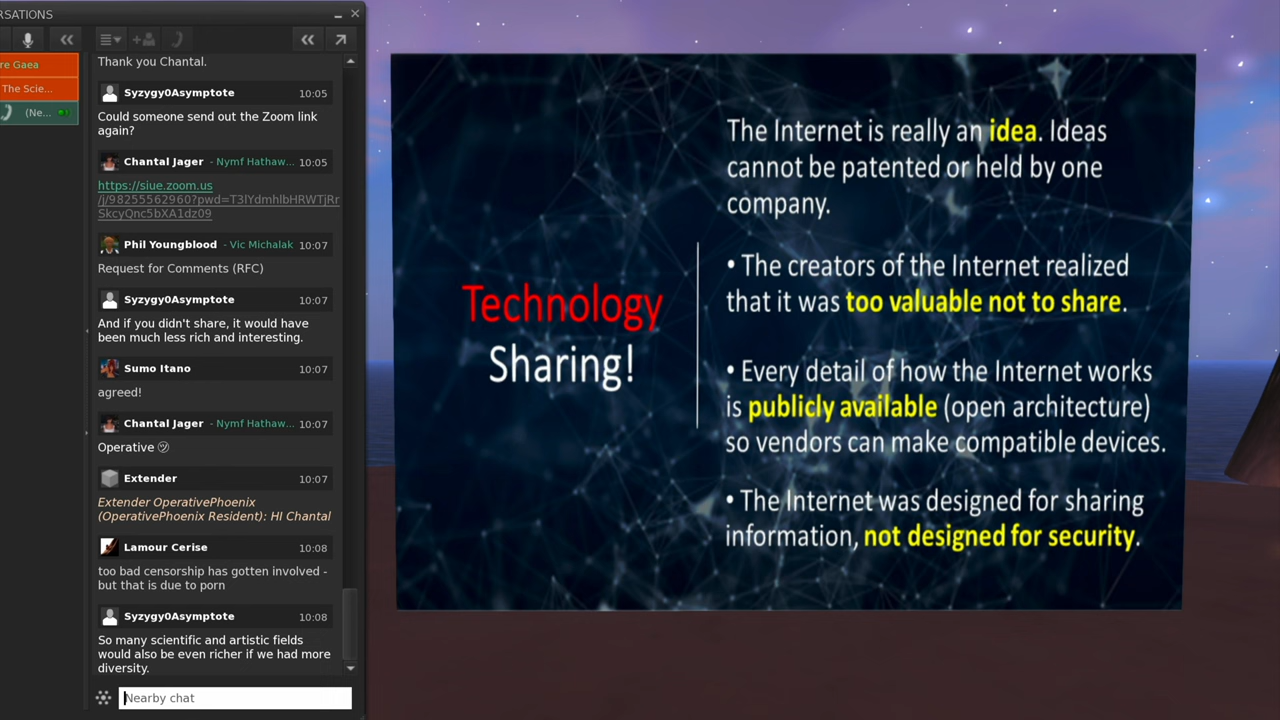 RSATIONS
re Gaea
The Scie...
(Ne...
Thank you Chantal.
Syzygy0Asymptote 10:05
Could someone send out the Zoom link
again?
Chantal Jager - Nymf Hathaw... 10:05
https://siue.zoom.us
/j/98255562960?pwd=T3lYdmhlbHRWTjRr
SkcyQnc5bXA1dz09
Phil Youngblood - Vic Michalak 10:07
Request for Comments (RFC)
Syzygy0Asymptote 10:07
And if you didn't share, it would have
been much less rich and interesting.
Sumo Itano 10:07
agreed!
Chantal Jager - Nymf Hathaw... 10:07
Operative ツ
Extender 10:07
Extender OperativePhoenix
(OperativePhoenix Resident): HI Chantal
Lamour Cerise 10:08
too bad censorship has gotten involved -
but that is due to porn
Syzygy0Asymptote 10:08
So many scientific and artistic fields
would also be even richer if we had more
diversity.
Nearby chat
Technology
Sharing!
The Internet is really an idea. Ideas
cannot be patented or held by one
company.
• The creators of the Internet realized
that it was too valuable not to share.
• Every detail of how the Internet works
is publicly available (open architecture)
so vendors can make compatible devices.
• The Internet was designed for sharing
information, not designed for security.